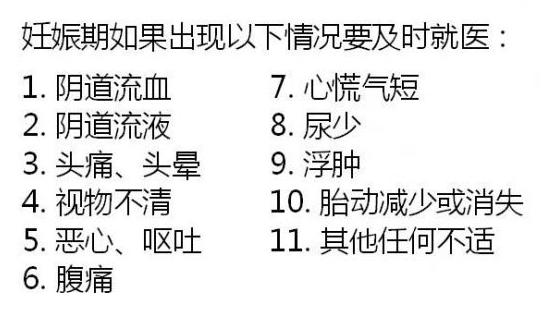 妊娠期如果出现以下情况要及时就医：
1. 阴道流血
2. 阴道流液
3. 头痛、头晕
4. 视物不清
5. 恶心、呕吐
6. 腹痛
7. 心慌气短
8. 尿少
9. 浮肿
10. 胎动减少或消失
11. 其他任何不适